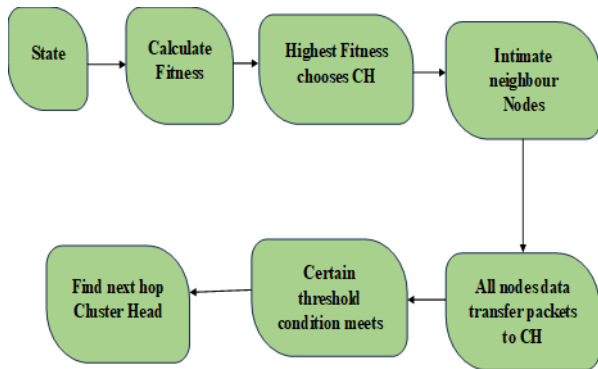 State
Calculate
Fitness
Highest Fitness
chooses CH
Intimate
neighbour
Nodes
All nodes data
transfer packets
to CH
Certain
threshold
condition meets
Find next hop
Cluster Head